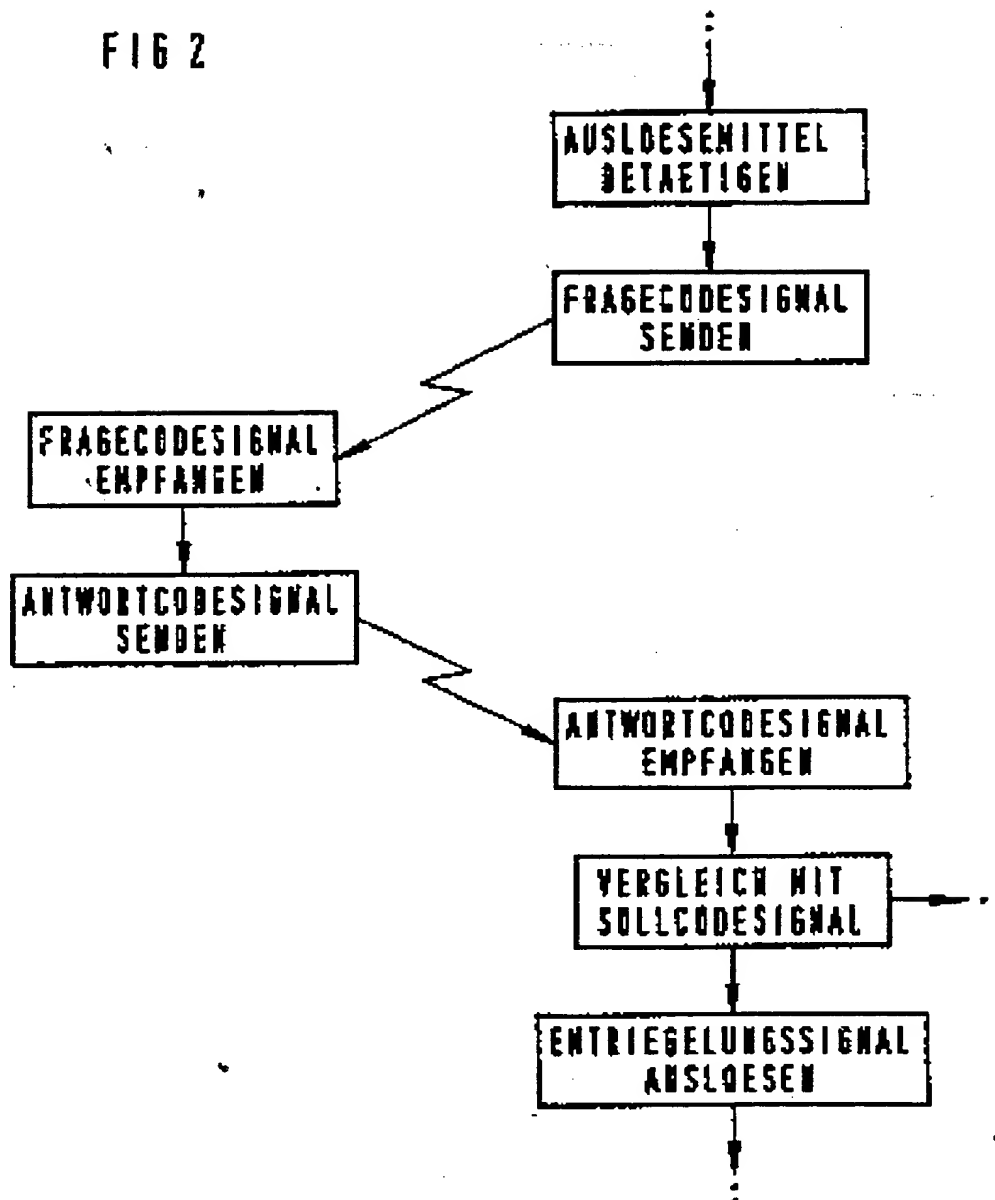 FIG 2
AUSLOESEMITTEL
BETAETIGEN
FRAGECODESIGNAL
SENDEN
FRAGECODESIGNAL
EMPFANGEN
ANTWORTCODESIGNAL
SENDEN
ANTWORTCODESIGNAL
EMPFANGEN
VERGLEICH MIT
SOLLCODESIGNAL
ENTRIEGELUNGSSIGNAL
AUSLOESEN